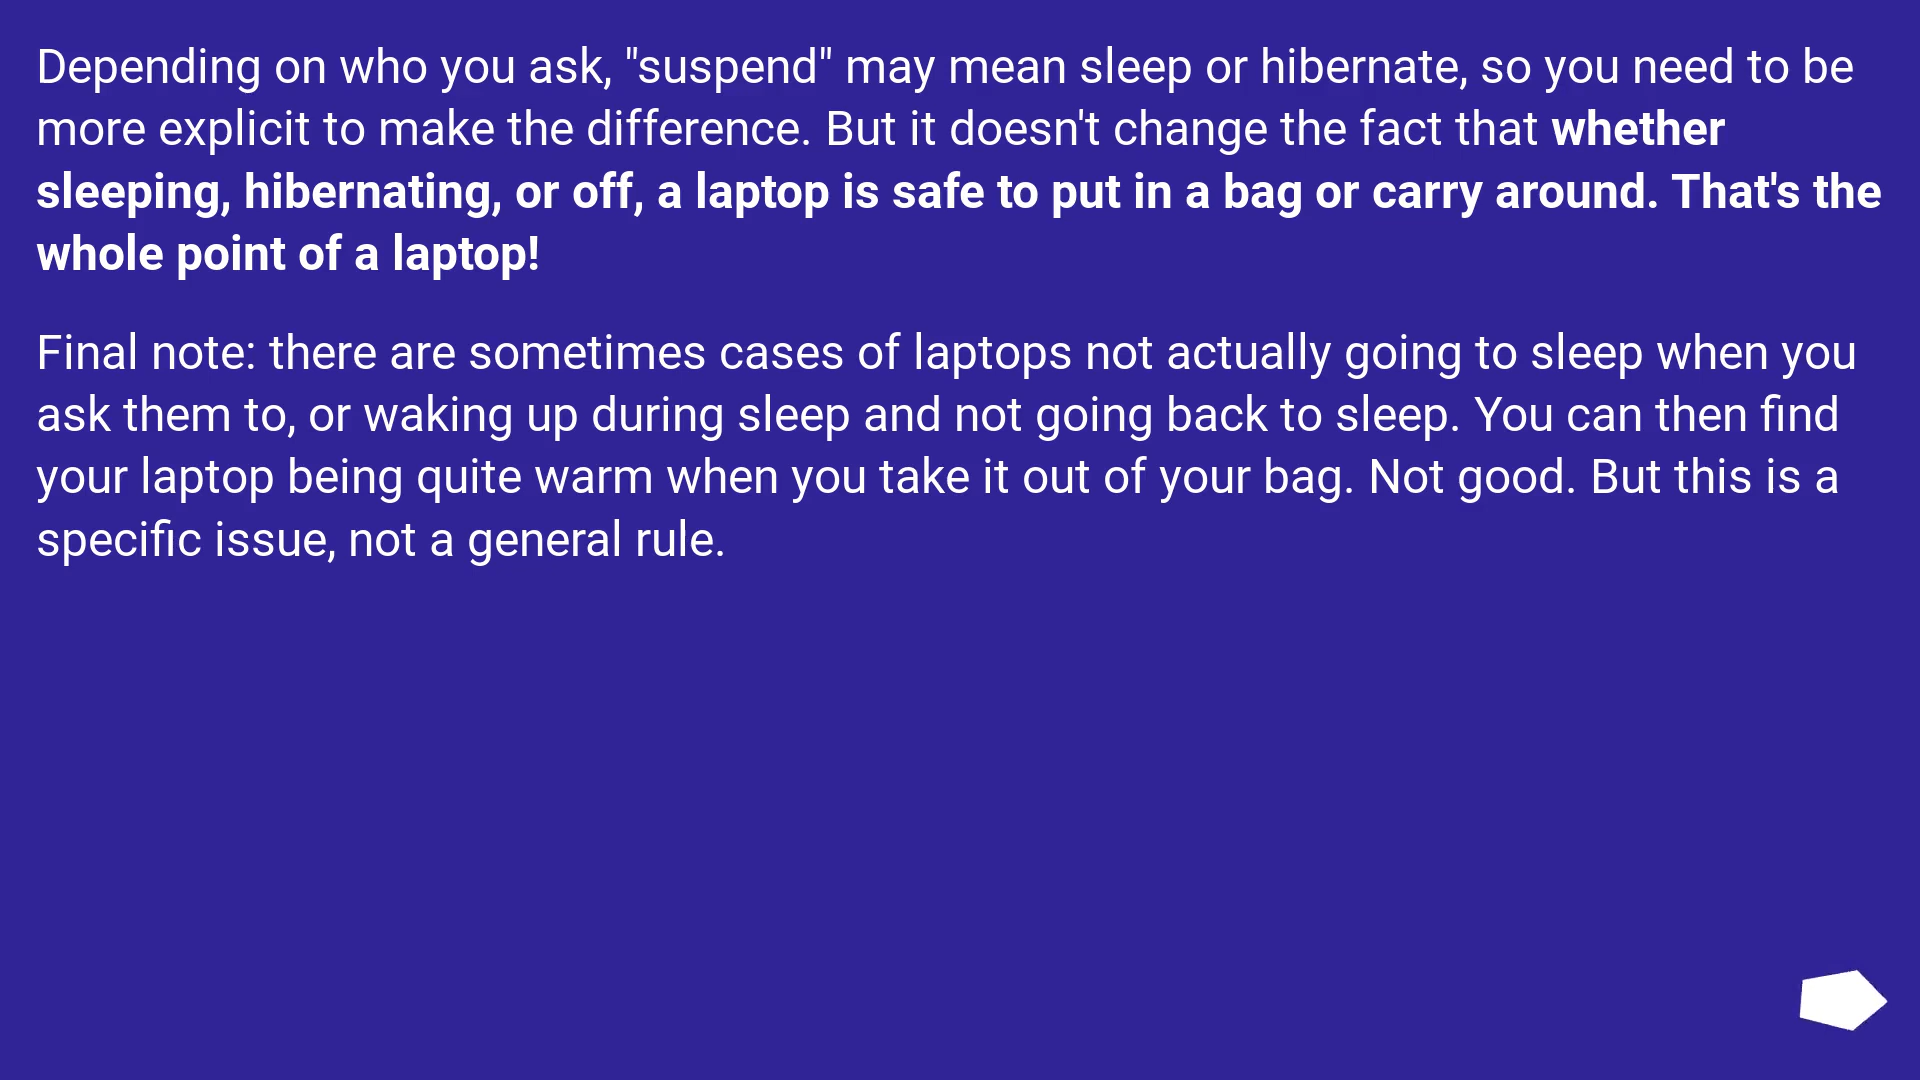 Depending on who you ask, "suspend" may mean sleep or hibernate, so you need to be
more explicit to make the difference. But it doesn't change the fact that whether
sleeping, hibernating, or off, a laptop is safe to put in a bag or carry around. That's the
whole point of a laptop!
Final note: there are sometimes cases of laptops not actually going to sleep when you
ask them to, or waking up during sleep and not going back to sleep. You can then find
your laptop being quite warm when you take it out of your bag. Not good. But this is a
specific issue, not a general rule.